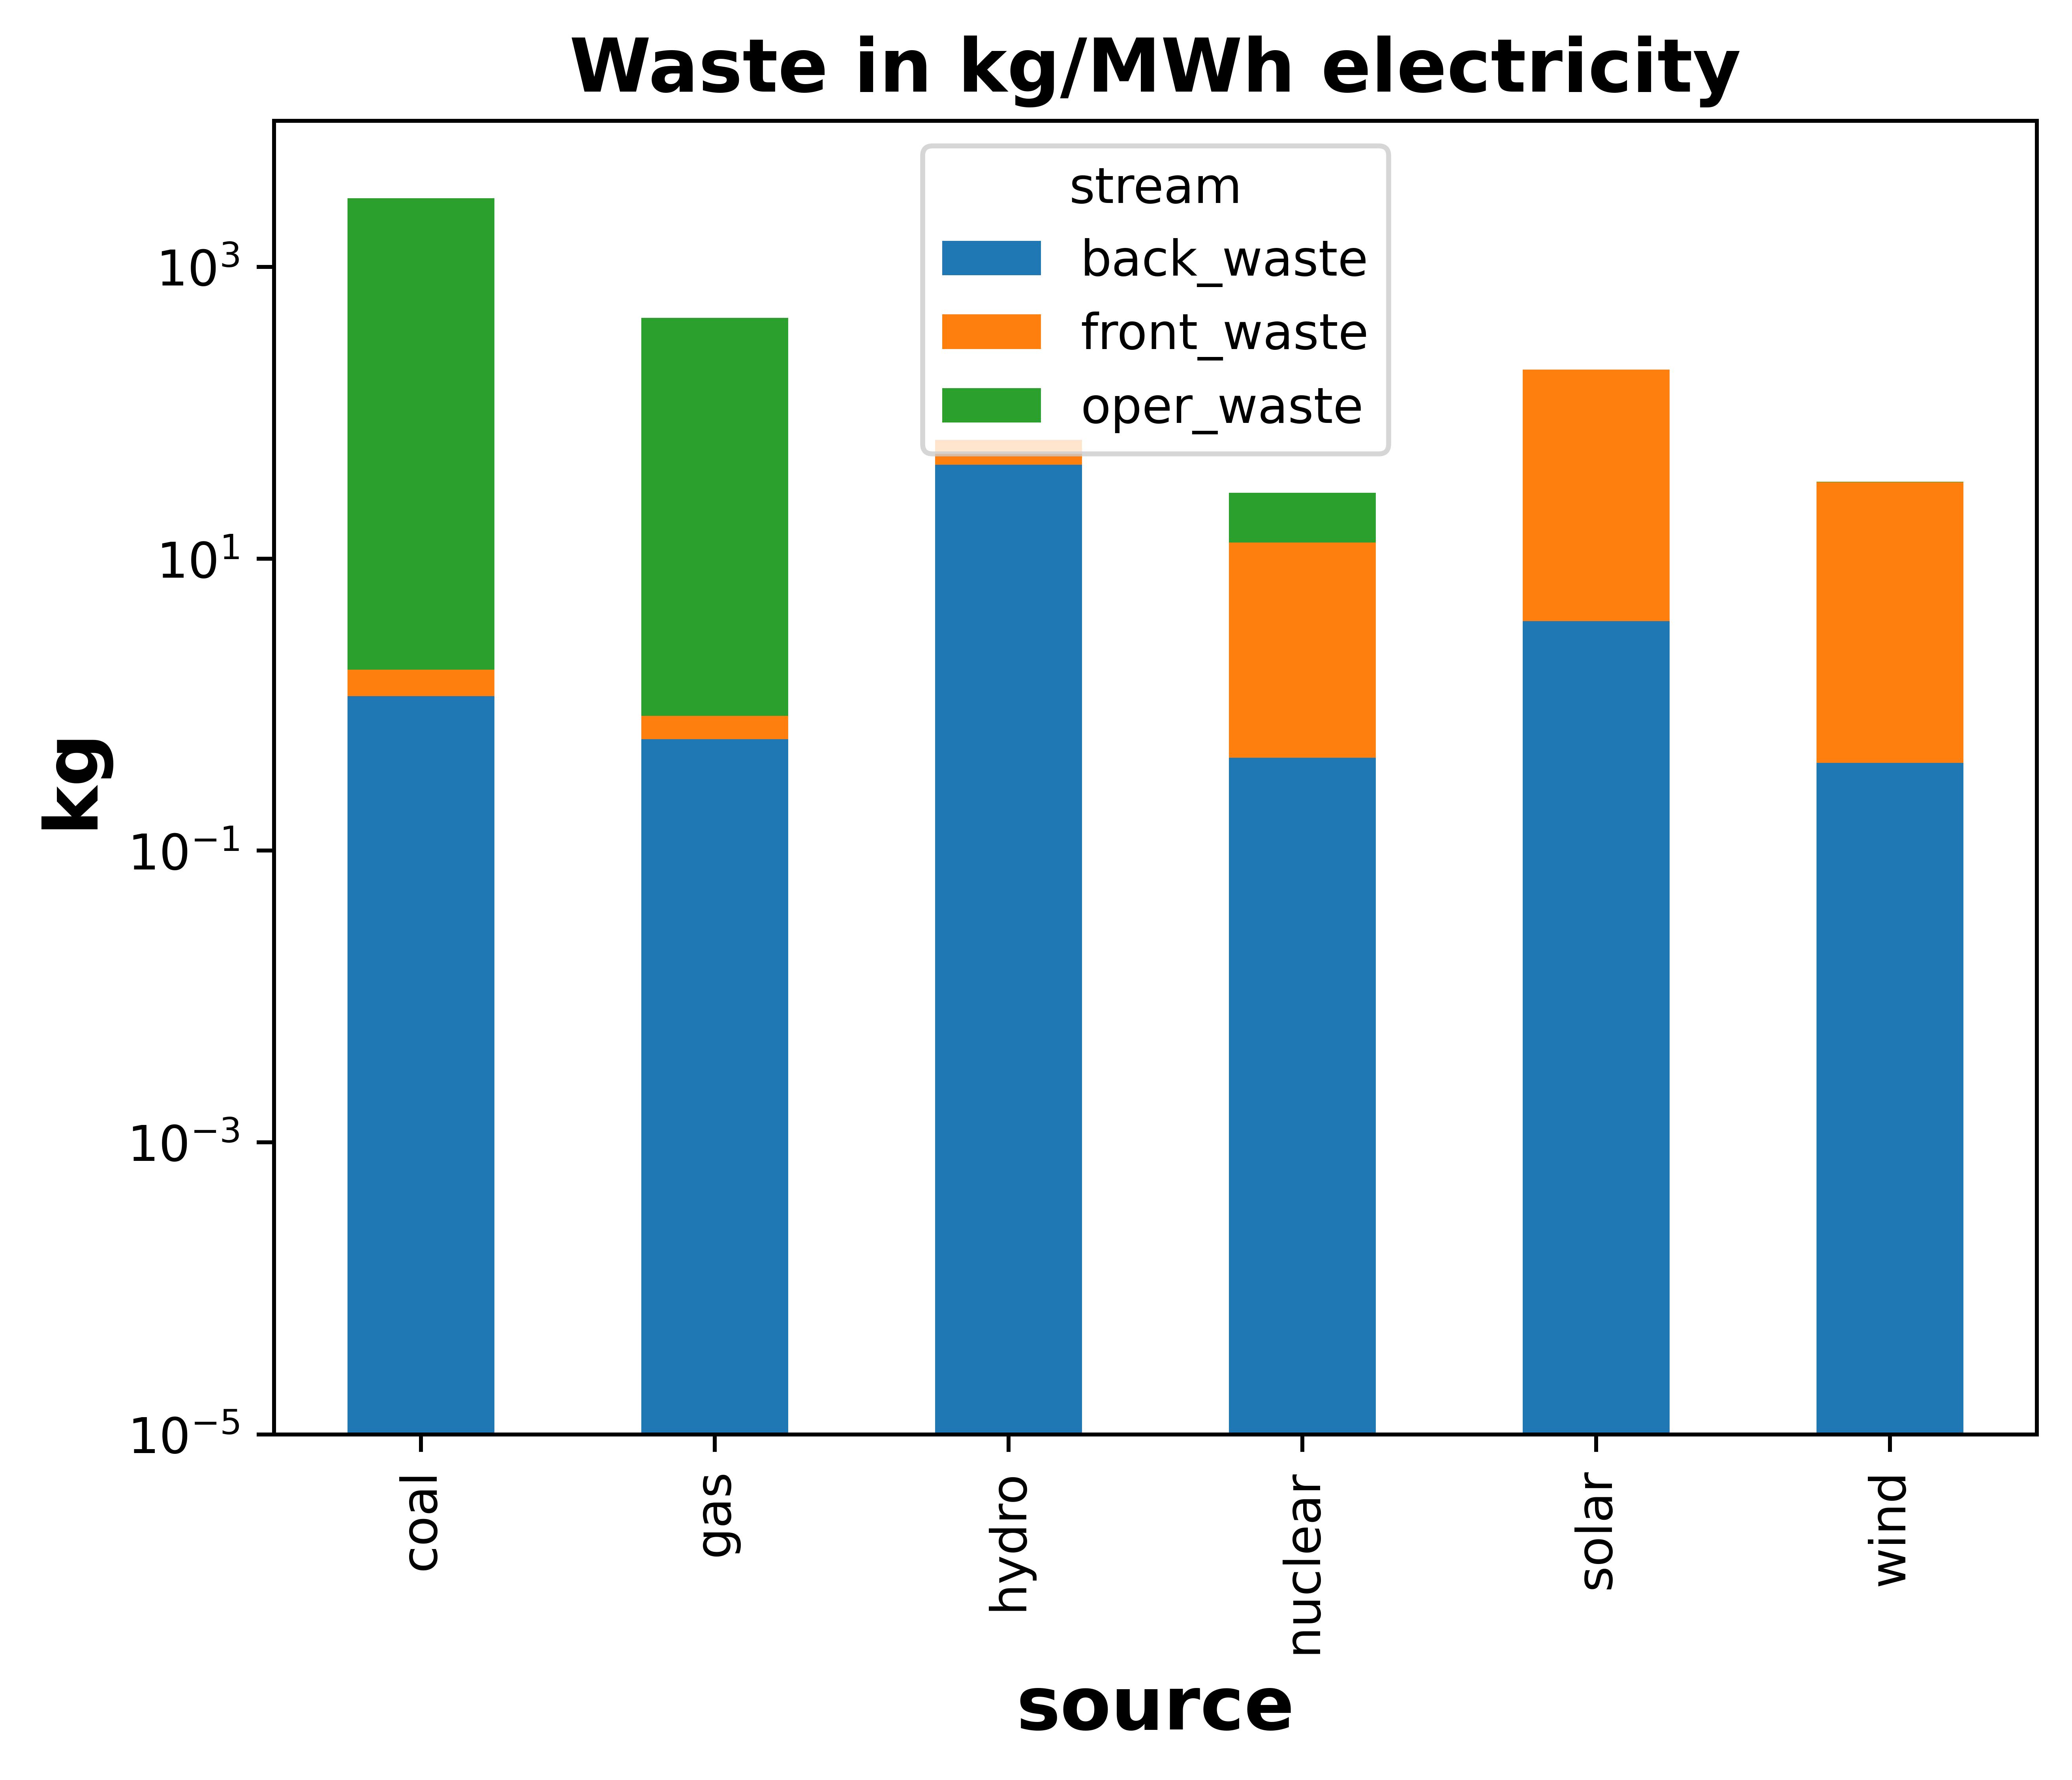 Waste in kg/MWh electricity
stream
back_waste
front_waste
oper_waste
kg
10³
10¹
10⁻¹
10⁻³
10⁻⁵
coal
gas
hydro
nuclear
solar
wind
source